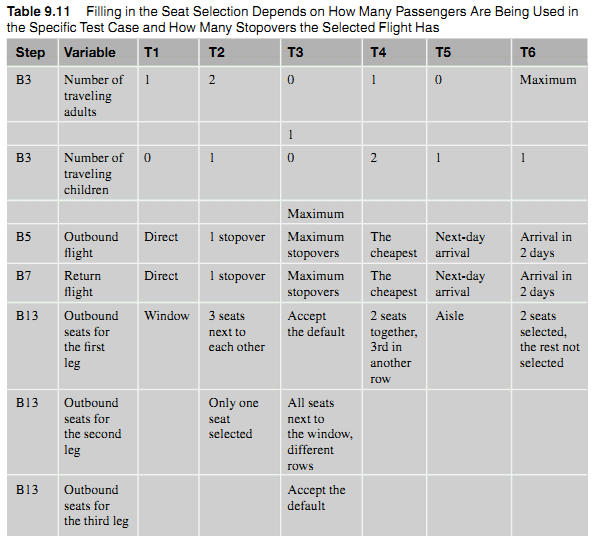 Table 9.11 Filling in the Seat Selection Depends on How Many Passengers Are Being Used in
the Specific Test Case and How Many Stopovers the Selected Flight Has
Step Variable T1 T2 T3 T4 T5 T6
B3 Number of 1 2 0 1 0 Maximum
traveling
adults
1
B3 Number of 0 1 0 2 1 1
traveling
children
Maximum
B5 Outbound Direct 1 stopover Maximum The Next-day Arrival in
flight stopovers cheapest arrival 2 days
B7 Return Direct 1 stopover Maximum The Next-day Arrival in
flight stopovers cheapest arrival 2 days
B13 Outbound Window 3 seats Accept 2 seats Aisle 2 seats
seats for next to the default together, selected,
the first each other 3rd in the rest not
leg another selected
row
B13 Outbound Only one All seats
seats for seat next to
the second selected the window,
leg different
rows
B13 Outbound Accept the
seats for default
the third leg